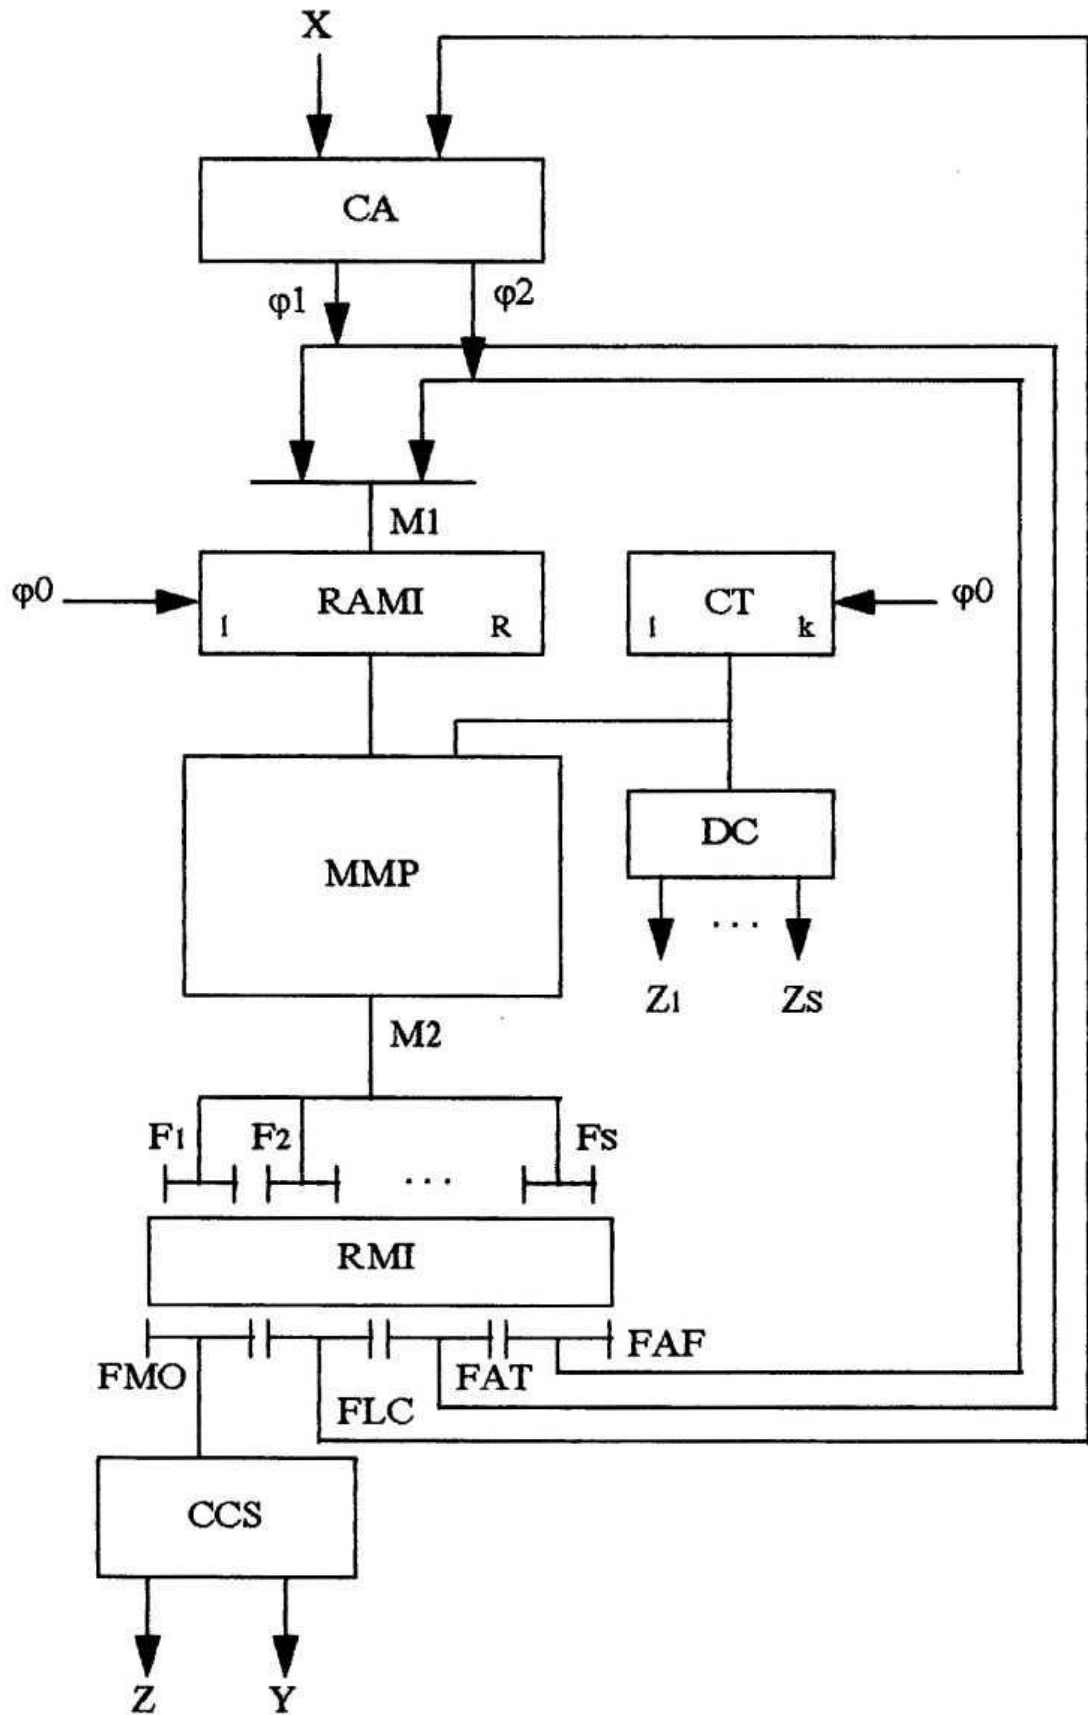 X
CA
φ1
φ2
M1
φ0
RAMI
1
R
CT
1
k
φ0
MMP
DC
...
Z1
ZS
M2
F1
F2
...
FS
RMI
FMO
FLC
FAT
FAF
CCS
Z
Y